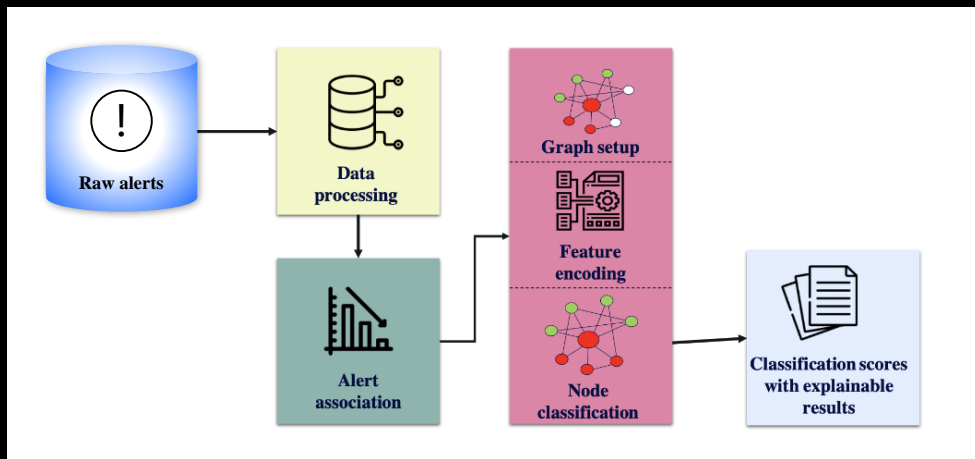 Raw alerts
Data
processing
Alert
association
Graph setup
Feature
encoding
Node
classification
Classification scores
with explainable
results